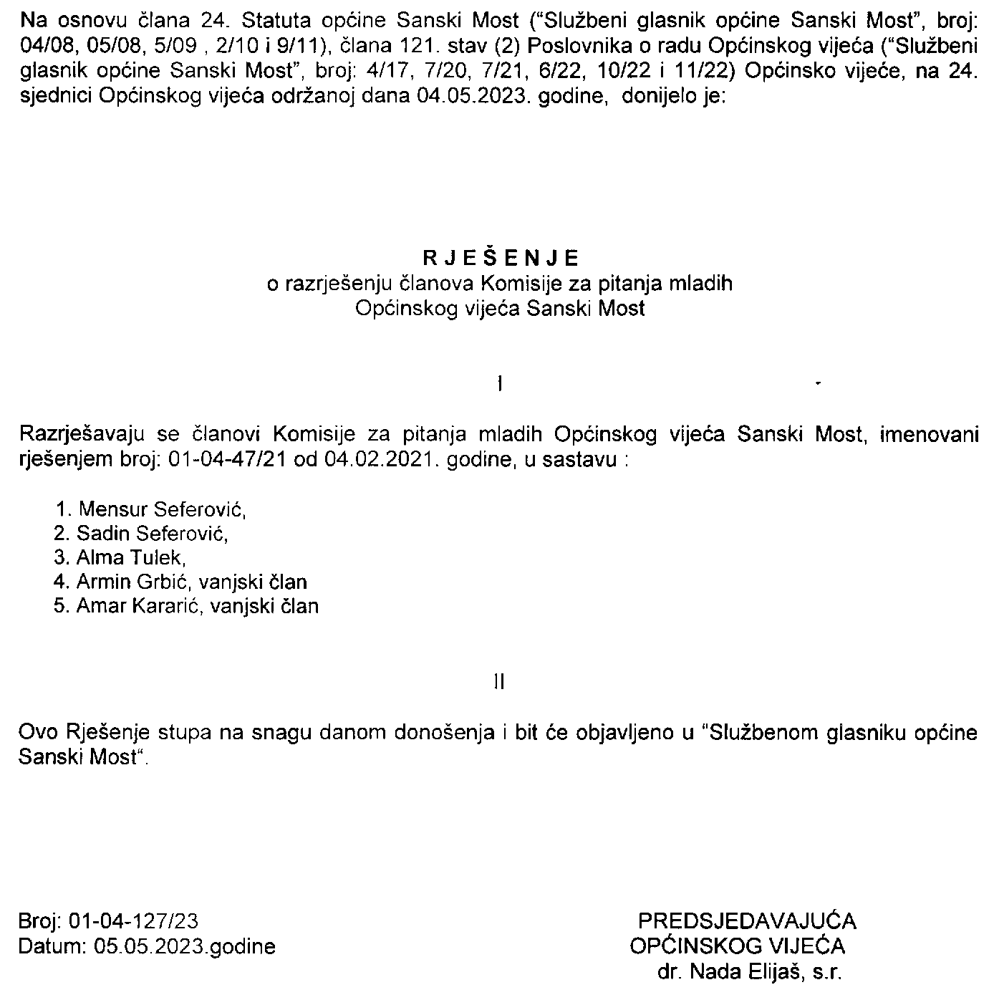 Na osnovu člana 24. Statuta općine Sanski Most (“Službeni glasnik općine Sanski Most”, broj:
04/08, 05/08, 5/09 , 2/10 i 9/11), člana 121. stav (2) Poslovnika o radu Općinskog vijeća (“Službeni
glasnik općine Sanski Most”, broj: 4/17, 7/20, 7/21, 6/22, 10/22 i 11/22) Općinsko vijeće, na 24.
sjednici Općinskog vijeća održanoj dana 04.05.2023. godine, donijelo je:
R J E Š E N J E
o razrješenju članova Komisije za pitanja mladih
Općinskog vijeća Sanski Most
I
Razrješavaju se članovi Komisije za pitanja mladih Općinskog vijeća Sanski Most, imenovani
rješenjem broj: 01-04-47/21 od 04.02.2021. godine, u sastavu :
1. Mensur Seferović,
2. Sadin Seferović,
3. Alma Tulek,
4. Armin Grbić, vanjski član
5. Amar Kararić, vanjski član
II
Ovo Rješenje stupa na snagu danom donošenja i bit će objavljeno u “Službenom glasniku općine
Sanski Most“.
Broj: 01-04-127/23
Datum: 05.05.2023.godine
PREDSJEDAVAJUĆA
OPĆINSKOG VIJEĆA
dr. Nada Elijaš, s.r.